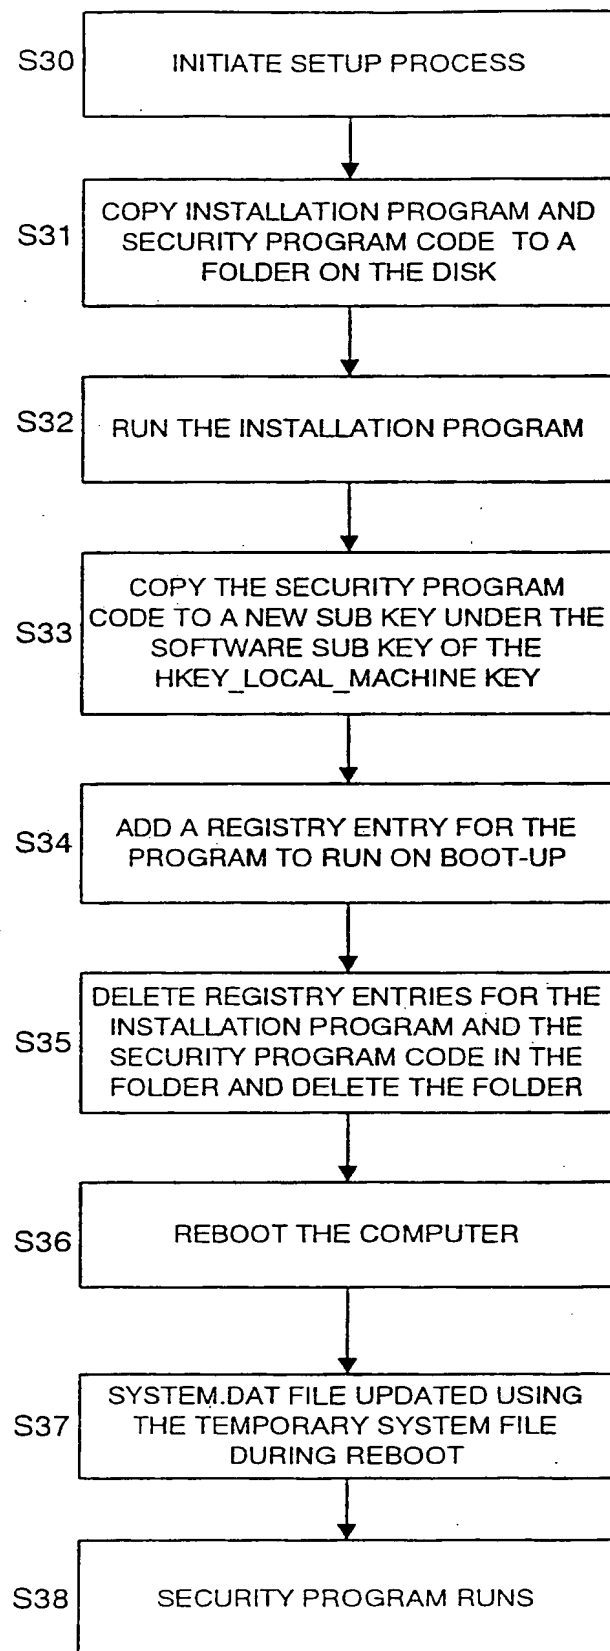 S30
INITIATE SETUP PROCESS
S31
COPY INSTALLATION PROGRAM AND
SECURITY PROGRAM CODE TO A
FOLDER ON THE DISK
S32
RUN THE INSTALLATION PROGRAM
S33
COPY THE SECURITY PROGRAM
CODE TO A NEW SUB KEY UNDER THE
SOFTWARE SUB KEY OF THE
HKEY_LOCAL_MACHINE KEY
S34
ADD A REGISTRY ENTRY FOR THE
PROGRAM TO RUN ON BOOT-UP
S35
DELETE REGISTRY ENTRIES FOR THE
INSTALLATION PROGRAM AND THE
SECURITY PROGRAM CODE IN THE
FOLDER AND DELETE THE FOLDER
S36
REBOOT THE COMPUTER
S37
SYSTEM.DAT FILE UPDATED USING
THE TEMPORARY SYSTEM FILE
DURING REBOOT
S38
SECURITY PROGRAM RUNS